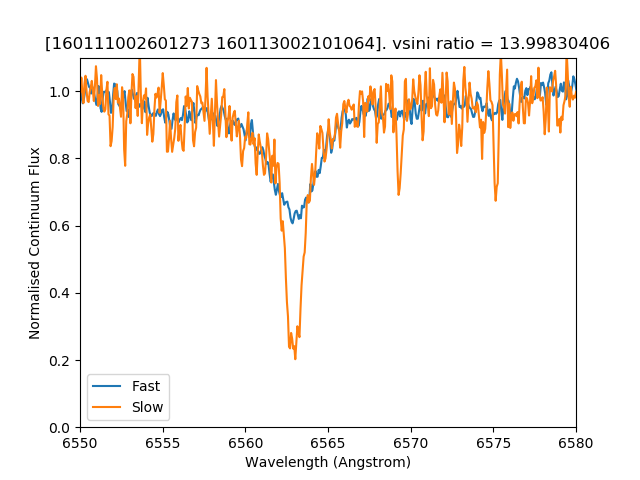 [160111002601273 160113002101064]. vsini ratio = 13.99830406
Normalised Continuum Flux
1.0
0.8
0.6
0.4
0.2
0.0
Fast
Slow
6550 6555 6560 6565 6570 6575 6580
Wavelength (Angstrom)